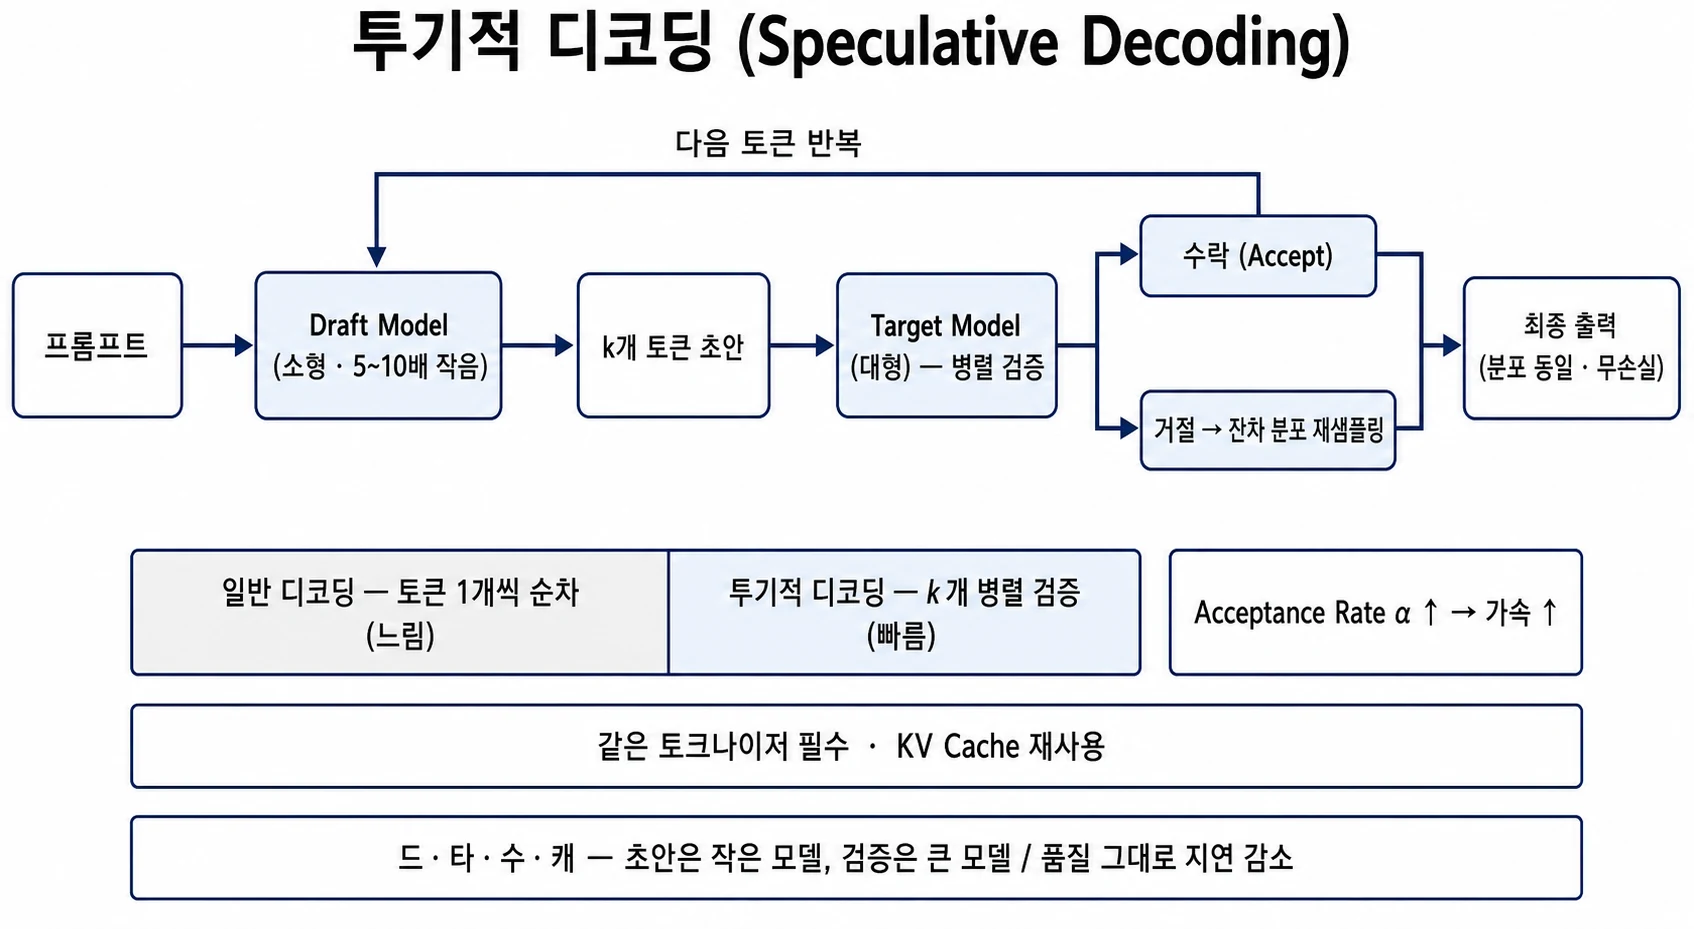 투기적 디코딩 (Speculative Decoding)
다음 토큰 반복
프롬프트
Draft Model
(소형 · 5~10배 작음)
k개 토큰 초안
Target Model
(대형) — 병렬 검증
수락 (Accept)
거절 → 잔차 분포 재샘플링
최종 출력
(분포 동일 · 무손실)
일반 디코딩 — 토큰 1개씩 순차
(느림)
투기적 디코딩 — k개 병렬 검증
(빠름)
Acceptance Rate α ↑ → 가속 ↑
같은 토크나이저 필수 · KV Cache 재사용
드 · 타 · 수 · 캐 — 초안은 작은 모델, 검증은 큰 모델 / 품질 그대로 지연 감소